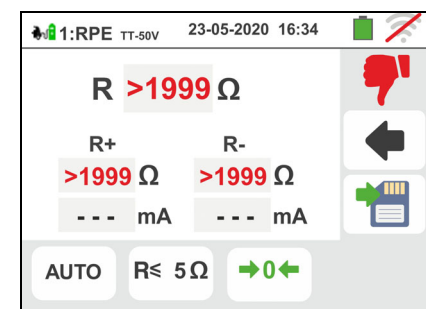 1:RPE TT-50V 23-05-2020 16:34
R >1999 Ω
R+ R-
>1999 Ω >1999 Ω
- - - mA - - - mA
AUTO R≤ 5Ω ➔0←